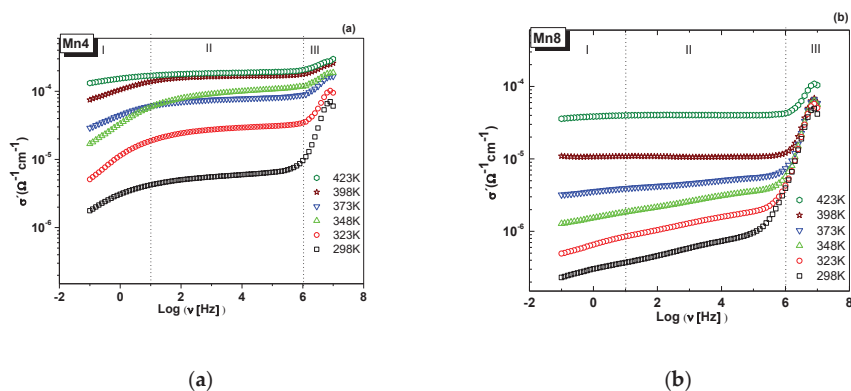 (a)
Mn4
I
II
III
10⁻⁴
10⁻⁵
10⁻⁶
σ´(Ω⁻¹cm⁻¹)
423K
398K
373K
348K
323K
298K
-2
0
2
4
6
8
Log (ν [Hz])
(a)
(b)
Mn8
I
II
III
10⁻⁴
10⁻⁵
10⁻⁶
σ´(Ω⁻¹cm⁻¹)
423K
398K
373K
348K
323K
298K
-2
0
2
4
6
8
Log (ν [Hz])
(b)